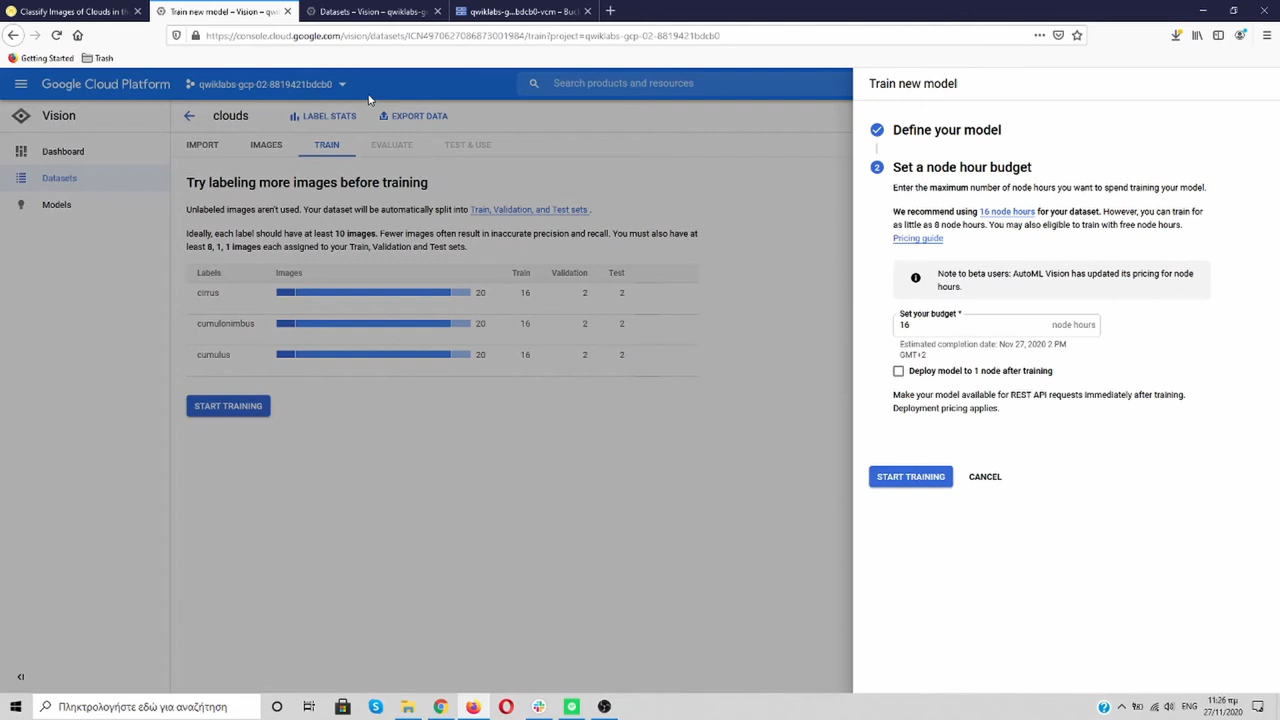 Classify Images of Clouds in th
Train new model – Vision – qw
Datasets – Vision – qwiklabs-gc
qwiklabs-g...bdcb0-vcm – Buc
https://console.cloud.google.com/vision/datasets/ICN4970627086873001984/train?project=qwiklabs-gcp-02-8819421bdcb0
Getting Started
Trash
Google Cloud Platform
qwiklabs-gcp-02-8819421bdcb0
Search products and resources
Vision
Dashboard
Datasets
Models
clouds
LABEL STATS
EXPORT DATA
IMPORT
IMAGES
TRAIN
EVALUATE
TEST & USE
Try labeling more images before training
Unlabeled images aren't used. Your dataset will be automatically split into Train, Validation, and Test sets .
Ideally, each label should have at least 10 images. Fewer images often result in inaccurate precision and recall. You must also have at
least 8, 1, 1 images each assigned to your Train, Validation and Test sets.
Labels Images Train Validation Test
cirrus 20 16 2 2
cumulonimbus 20 16 2 2
cumulus 20 16 2 2
START TRAINING
Train new model
Define your model
2 Set a node hour budget
Enter the maximum number of node hours you want to spend training your model.
We recommend using 16 node hours for your dataset. However, you can train for
as little as 8 node hours. You may also eligible to train with free node hours.
Pricing guide
Note to beta users: AutoML Vision has updated its pricing for node
hours.
Set your budget *
16 node hours
Estimated completion date: Nov 27, 2020 2 PM
GMT+2
Deploy model to 1 node after training
Make your model available for REST API requests immediately after training.
Deployment pricing applies.
START TRAINING
CANCEL
Πληκτρολογήστε εδώ για αναζήτηση
ΕΝΓ
11:26 πμ
27/11/2020